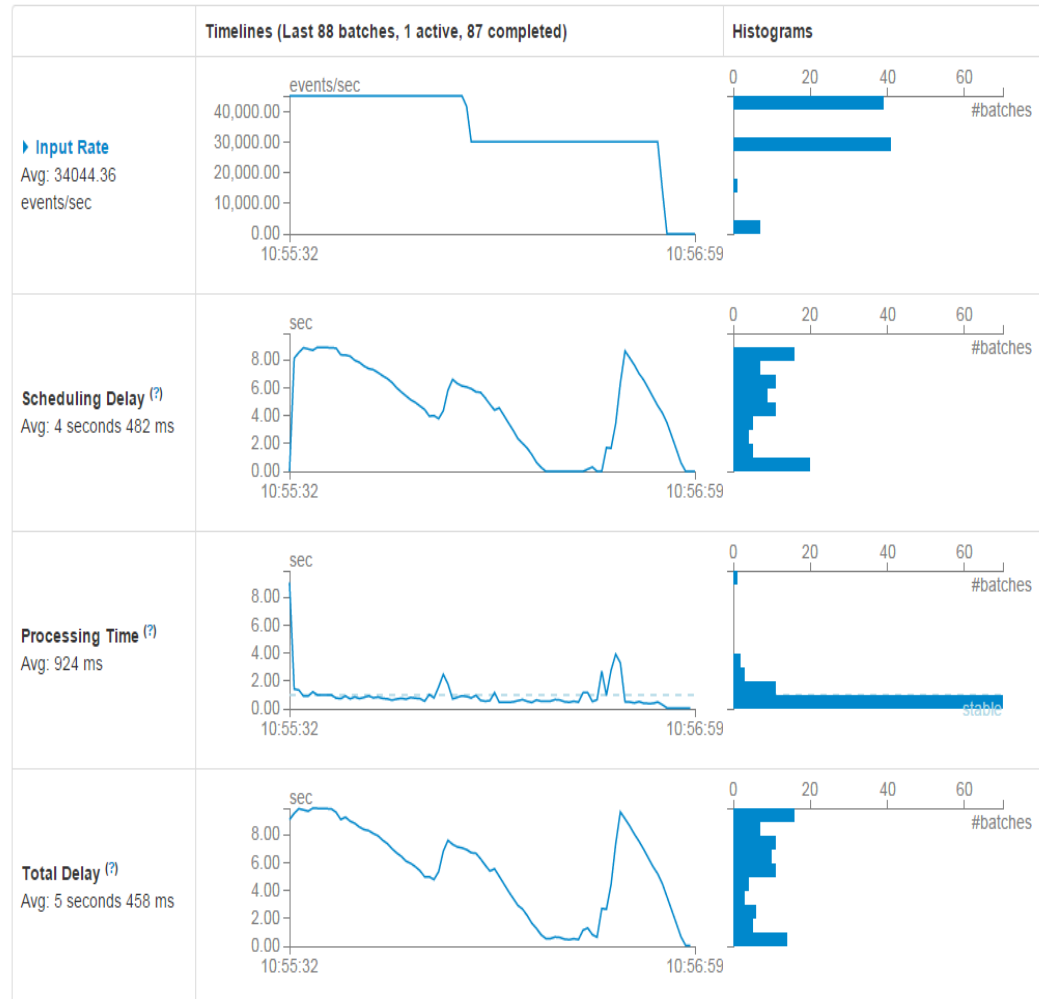 Timelines (Last 88 batches, 1 active, 87 completed)
Histograms
Input Rate
Avg: 34044.36
events/sec
events/sec
40,000.00
30,000.00
20,000.00
10,000.00
0.00
10:55:32
10:56:59
0
20
40
60
#batches
Scheduling Delay (?)
Avg: 4 seconds 482 ms
sec
8.00
6.00
4.00
2.00
0.00
10:55:32
10:56:59
0
20
40
60
#batches
Processing Time (?)
Avg: 924 ms
sec
8.00
6.00
4.00
2.00
0.00
10:55:32
10:56:59
0
20
40
60
#batches
stable
Total Delay (?)
Avg: 5 seconds 458 ms
sec
8.00
6.00
4.00
2.00
0.00
10:55:32
10:56:59
0
20
40
60
#batches